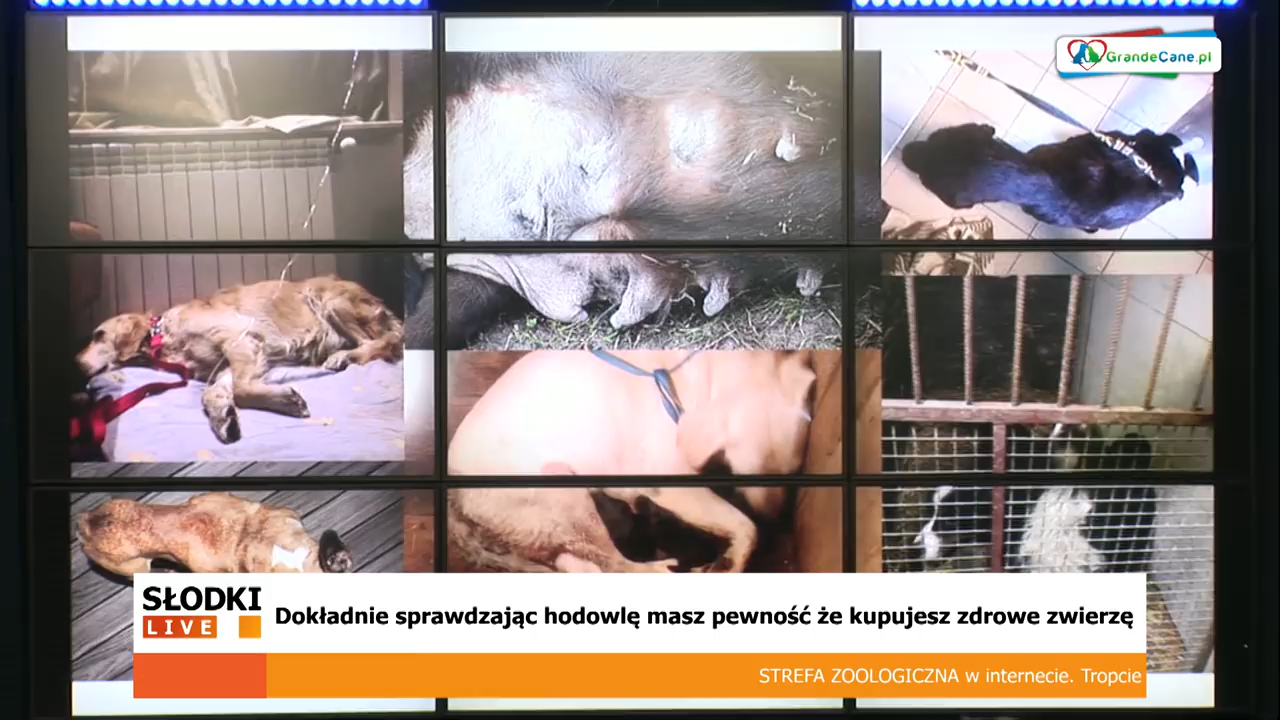 GrandeCane.pl
SŁODKI
LIVE
Dokładnie sprawdzając hodowlę masz pewność że kupujesz zdrowe zwierzę
STREFA ZOOLOGICZNA w internecie. Tropcie